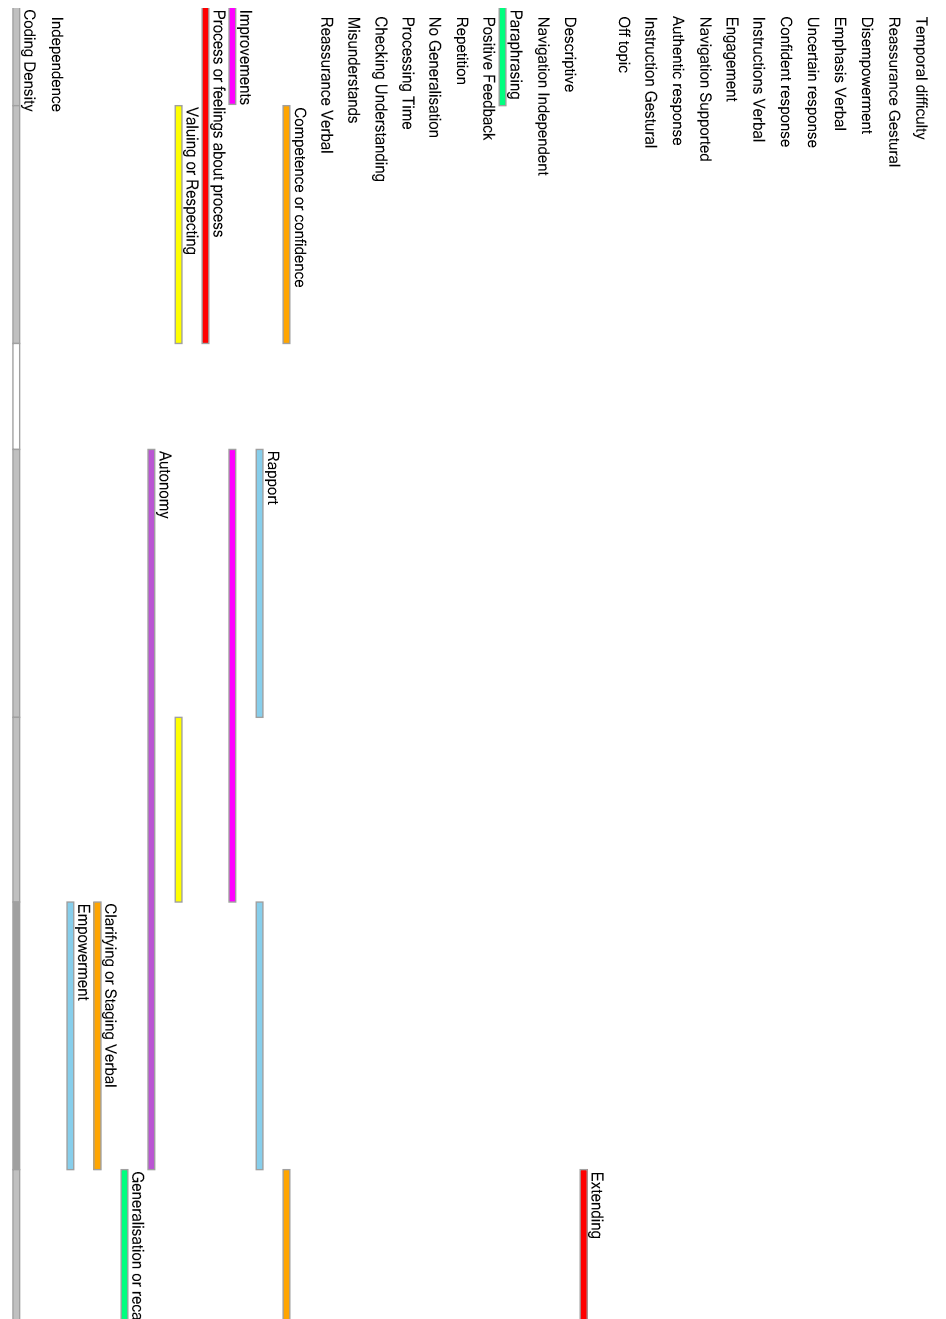 Temporal difficulty
Reassurance Gestural
Disempowerment
Emphasis Verbal
Uncertain response
Confident response
Instructions Verbal
Engagement
Navigation Supported
Authentic response
Instruction Gestural
Off topic
Extending
Descriptive
Navigation Independent
Paraphrasing
Positive Feedback
Repetition
No Generalisation
Processing Time
Checking Understanding
Misunderstands
Reassurance Verbal
Competence or confidence
Rapport
Improvements
Process or feelings about process
Valuing or Respecting
Autonomy
Generalisation or reca
Clarifying or Staging Verbal
Empowerment
Independence
Coding Density